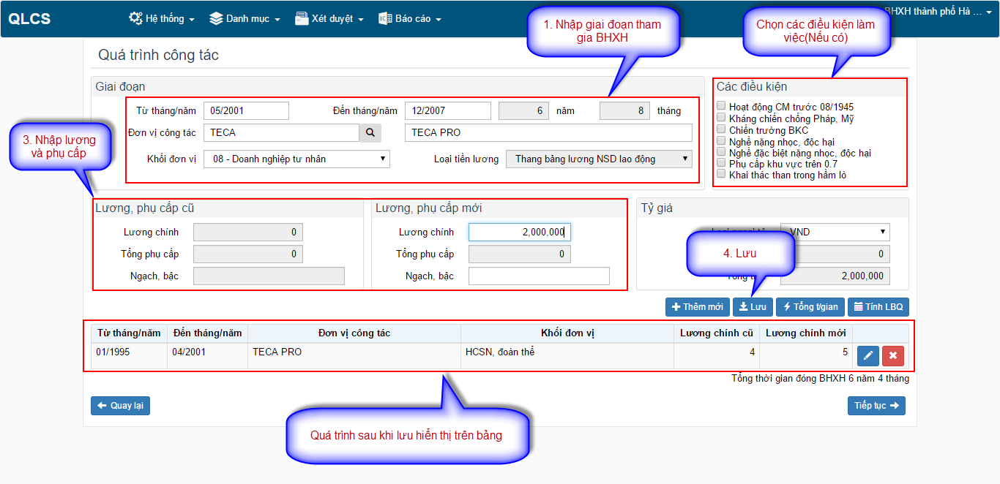 QLCS Hệ thống Danh mục Xét duyệt Báo cáo BHXH thành phố Hà ...
1. Nhập giai đoạn tham
gia BHXH
Chọn các điều kiện làm
việc(Nếu có)
Quá trình công tác
Giai đoạn
Từ tháng/năm 05/2001 Đến tháng/năm 12/2007 6 năm 8 tháng
Đơn vị công tác TECA TECA PRO
Khối đơn vị 08 - Doanh nghiệp tư nhân Loại tiền lương Thang bảng lương NSD lao động
Các điều kiện
Hoạt động CM trước 08/1945
Kháng chiến chống Pháp, Mỹ
Chiến trường BKC
Nghề nặng nhọc, độc hại
Nghề đặc biệt nặng nhọc, độc hại
Phụ cấp khu vực trên 0.7
Khai thác than trong hầm lò
3. Nhập lương
và phụ cấp
Lương, phụ cấp cũ
Lương chính 0
Tổng phụ cấp 0
Ngạch, bậc
Lương, phụ cấp mới
Lương chính 2,000,000
Tổng phụ cấp 0
Ngạch, bậc
Tỷ giá
VND
0
2,000,000
4. Lưu
Thêm mới Lưu Tổng t/gian Tính LBQ
Từ tháng/năm Đến tháng/năm Đơn vị công tác Khối đơn vị Lương chính cũ Lương chính mới
01/1995 04/2001 TECA PRO HCSN, đoàn thể 4 5
Tổng thời gian đóng BHXH 6 năm 4 tháng
Quay lại Tiếp tục
Quá trình sau khi lưu hiển thị trên bảng